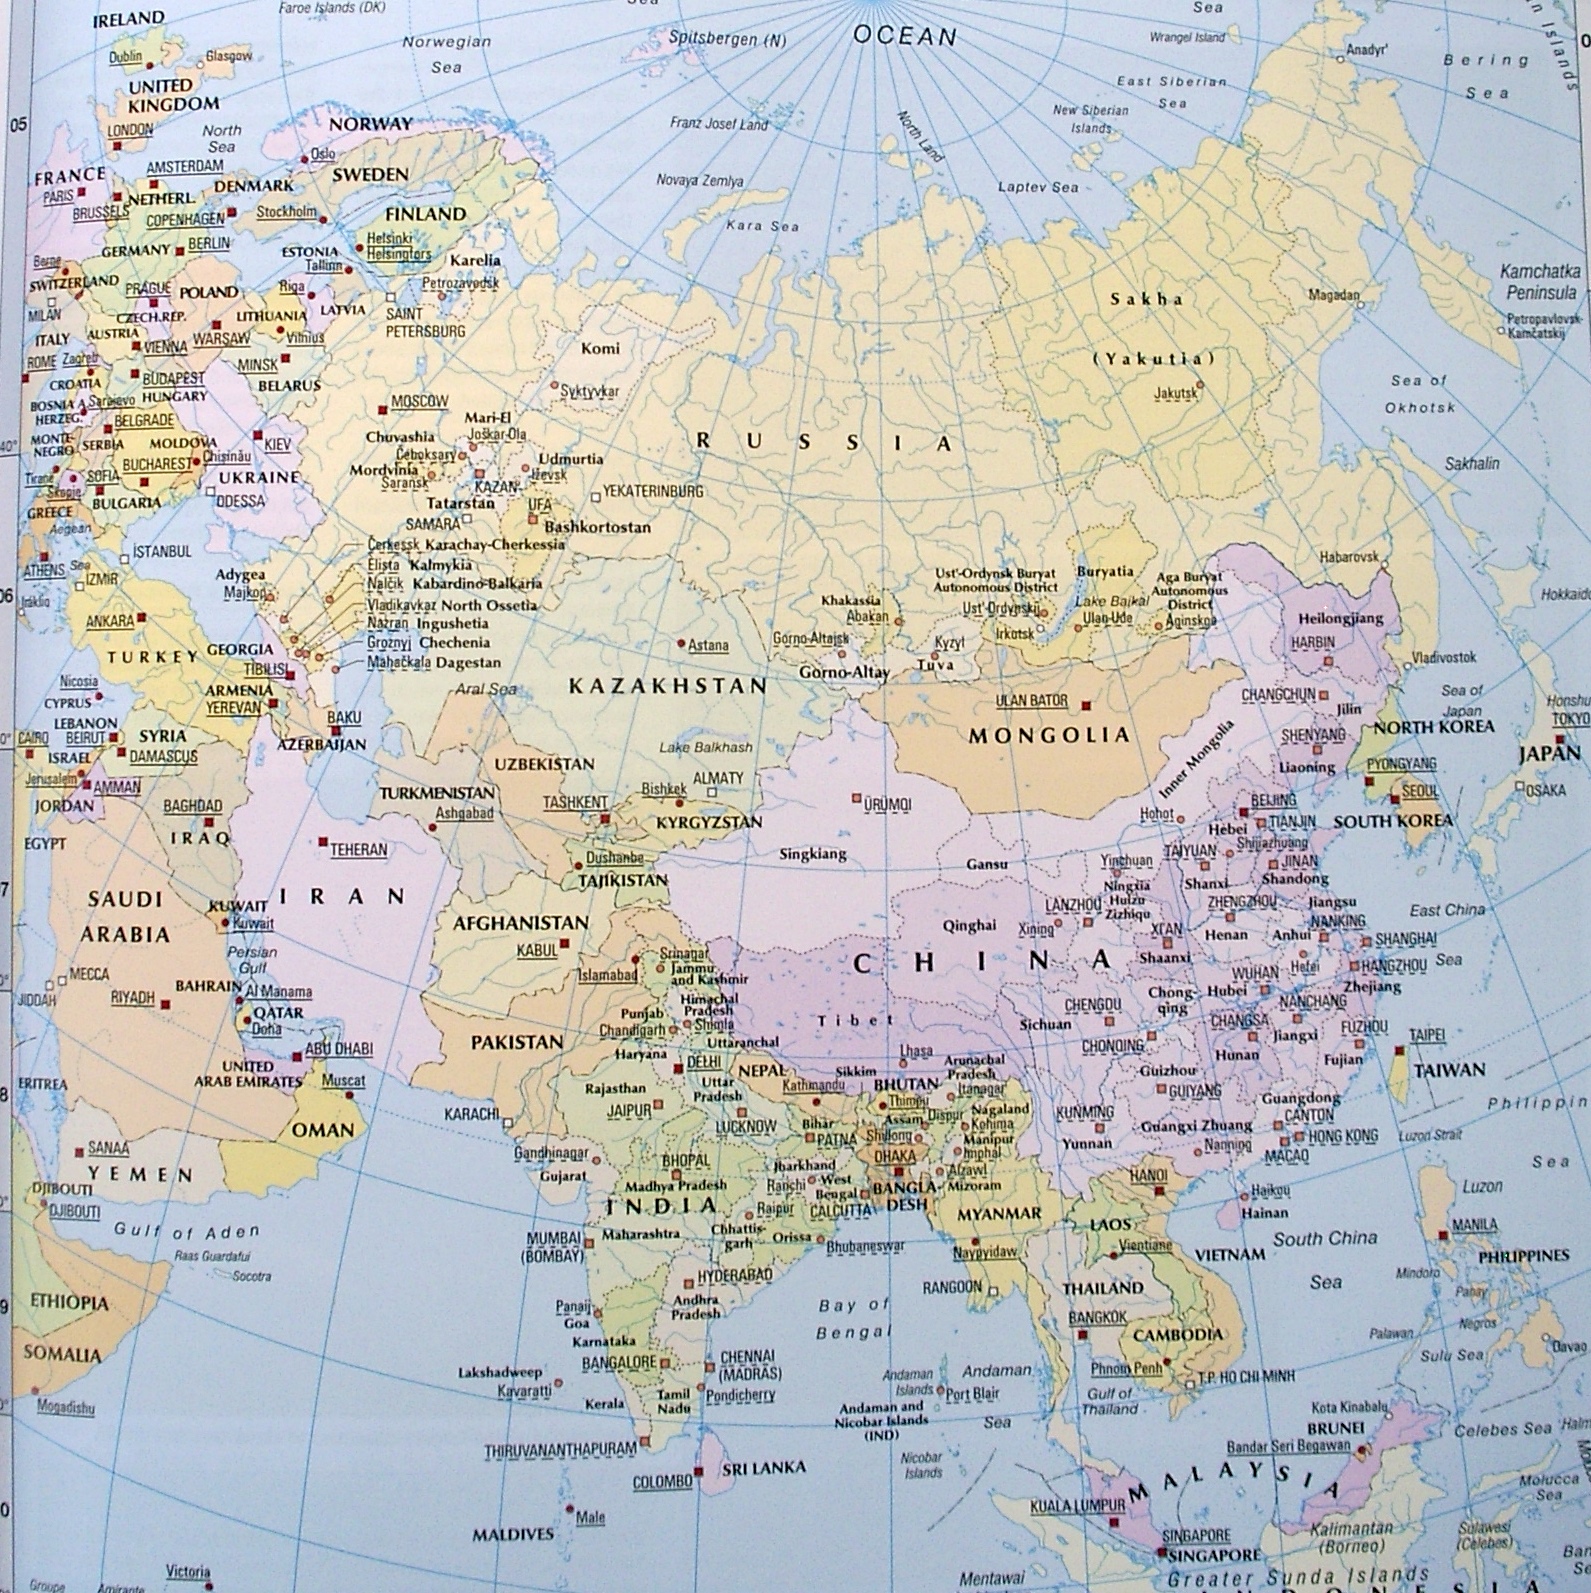 IRELAND
Faroe Islands (DK)
Sea
Dublin
Glasgow
Norwegian
Sea
Spitsbergen (N)
OCEAN
Sea
Wrangel Island
Anadyr'
Bering
Sea
UNITED
KINGDOM
LONDON
North
Sea
NORWAY
Oslo
Franz Josef Land
North Land
East Siberian
Sea
New Siberian
Islands
05
FRANCE
PARIS
AMSTERDAM
NETHERL.
BRUSSELS
DENMARK
COPENHAGEN
SWEDEN
Stockholm
FINLAND
Helsinki
Helsingfors
Novaya Zemlya
Kara Sea
Laptev Sea
GERMANY
BERLIN
ESTONIA
Tallinn
Karelia
Petrozavodsk
Berne
SWITZERLAND
MILAN
PRAGUE
CZECH.REP.
POLAND
WARSAW
Riga
LATVIA
LITHUANIA
Vilnius
SAINT
PETERSBURG
Sakha
(Yakutia)
Jakutsk
Magadan
Kamchatka
Peninsula
Petropavlovsk-
Kamčatskij
ITALY
ROME
AUSTRIA
VIENNA
Zagreb
CROATIA
BUDAPEST
HUNGARY
MINSK
BELARUS
Komi
Syktyvkar
Sea of
Okhotsk
BOSNIA A.
HERZEG.
Sarajevo
BELGRADE
MONTE-
NEGRO
SERBIA
MOLDOVA
Chisinău
BUCHAREST
KIEV
UKRAINE
ODESSA
MOSCOW
Mari-El
Joškar-Ola
Chuvashia
Čeboksary
Mordvinia
Saransk
Udmurtia
Iževsk
KAZAN
Tatarstan
SAMARA
UFA
Bashkortostan
YEKATERINBURG
RUSSIA
Sakhalin
40°
Tirane
Skopje
SOFIA
BULGARIA
GREECE
Aegean
Sea
ATHENS
İSTANBUL
İZMIR
Iráklio
06
Čerkessk Karachay-Cherkessia
Elista Kalmykia
Nalčik Kabardino-Balkaria
Vladikavkaz North Ossetia
Nazran Ingushetia
Groznyj Chechenia
Mahačkala Dagestan
Adygea
Majkop
ANKARA
TURKEY
GEORGIA
TIBILISI
ARMENIA
YEREVAN
BAKU
AZERBAIJAN
Aral Sea
Astana
KAZAKHSTAN
Lake Balkhash
Khakassia
Abakan
Gorno-Altajsk
Gorno-Altay
Kyzyl
Tuva
Ust'-Ordynsk Buryat
Autonomous District
Ust'-Ordynskij
Irkotsk
Buryatia
Lake Bajkal
Ulan-Ude
Aga Buryat
Autonomous
District
Aginskoe
Habarovsk
Hokkaido
Heilongjiang
HARBIN
Vladivostok
Nicosia
CYPRUS
LEBANON
BEIRUT
CAIRO
ISRAEL
Jerusalem
AMMAN
JORDAN
SYRIA
DAMASCUS
BAGHDAD
IRAQ
EGYPT
ULAN BATOR
MONGOLIA
Inner Mongolia
CHANGCHUN
Jilin
SHENYANG
Liaoning
Sea of
Japan
NORTH KOREA
PYONGYANG
SEOUL
SOUTH KOREA
Honshu
TOKYO
JAPAN
OSAKA
UZBEKISTAN
TURKMENISTAN
Ashgabad
TASHKENT
Bishkek
ALMATY
KYRGYZSTAN
Dushanbe
TAJIKISTAN
ÜRÜMQI
Singkiang
Gansu
Hohot
BEIJING
Hebei
TIANJIN
TAIYUAN
Shijiazhuang
JINAN
Shanxi
Shandong
Yinchuan
Ningxia
Huizu
Zizhiqu
LANZHOU
Xining
Qinghai
XI'AN
Shaanxi
ZHENGZHOU
Jiangsu
Henan
Anhui
NANKING
SHANGHAI
HANGZHOU
Zhejiang
East China
Sea
TEHERAN
IRAN
SAUDI
ARABIA
KUWAIT
Kuwait
Persian
Gulf
AFGHANISTAN
KABUL
Islamabad
Srinagar
Jammu
and Kashmir
Himachal
Pradesh
Shimla
Punjab
Chandigarh
Haryana
Uttaranchal
CHINA
Tibet
Lhasa
Sichuan
CHENGDU
Chong-
qing
CHONQING
WUHAN
Hubei
Hefei
NANCHANG
CHANGSA
Hunan
Jiangxi
FUZHOU
Fujian
TAIPEI
TAIWAN
Guizhou
GUIYANG
MECCA
JIDDAH
RIYADH
BAHRAIN
Al Manama
QATAR
Doha
ABU DHABI
UNITED
ARAB EMIRATES
Muscat
OMAN
ERITREA
SANAA
YEMEN
DJIBOUTI
DJIBOUTI
Gulf of Aden
Raas Guardafui
Socotra
ETHIOPIA
SOMALIA
Mogadishu
PAKISTAN
KARACHI
DELHI
Rajasthan
JAIPUR
Uttar
Pradesh
LUCKNOW
NEPAL
Kathmandu
Sikkim
BHUTAN
Thimpu
Arunachal
Pradesh
Itanagar
Dispur
Assam
Nagaland
Kohima
Manipur
Imphal
Shillong
Bihar
PATNA
DHAKA
Aizawl
Mizoram
BANGLA-
DESH
Gandhinagar
Gujarat
BHOPAL
Madhya Pradesh
Jharkhand
Ranchi
West
Bengal
CALCUTTA
INDIA
Raipur
Chhattis-
garh
Orissa
Bhubaneswar
MUMBAI
(BOMBAY)
Maharashtra
HYDERABAD
Andhra
Pradesh
Panaji
Goa
Karnataka
BANGALORE
CHENNAI
(MADRAS)
Pondicherry
Tamil
Nadu
Kerala
Lakshadweep
Kavaratti
THIRUVANANTHAPURAM
COLOMBO
SRI LANKA
MALDIVES
Male
Victoria
Groupe
Amirante
KUNMING
Yunnan
Guangxi Zhuang
Nanning
Guangdong
CANTON
HONG KONG
MACAO
Philippin
Luzon Strait
Sea
HANOI
Haikou
Hainan
MYANMAR
Naypyidaw
RANGOON
LAOS
Vientiane
VIETNAM
THAILAND
BANGKOK
CAMBODIA
Phnom Penh
T.P. HO CHI MINH
Gulf of
Thailand
South China
Sea
Luzon
MANILA
PHILIPPINES
Mindoro
Panay
Negros
Palawan
Sulu Sea
Davao
Bay of
Bengal
Andaman
Islands
Port Blair
Andaman
Sea
Andaman and
Nicobar Islands
(IND)
Nicobar
Islands
Kota Kinabalu
BRUNEI
Bandar Seri Begawan
Celebes Sea
Halm
MALAYSIA
KUALA LUMPUR
SINGAPORE
SINGAPORE
Kalimantan
(Borneo)
Sulawesi
(Celebes)
Molucca
Sea
Mentawai
Greater Sunda Islands